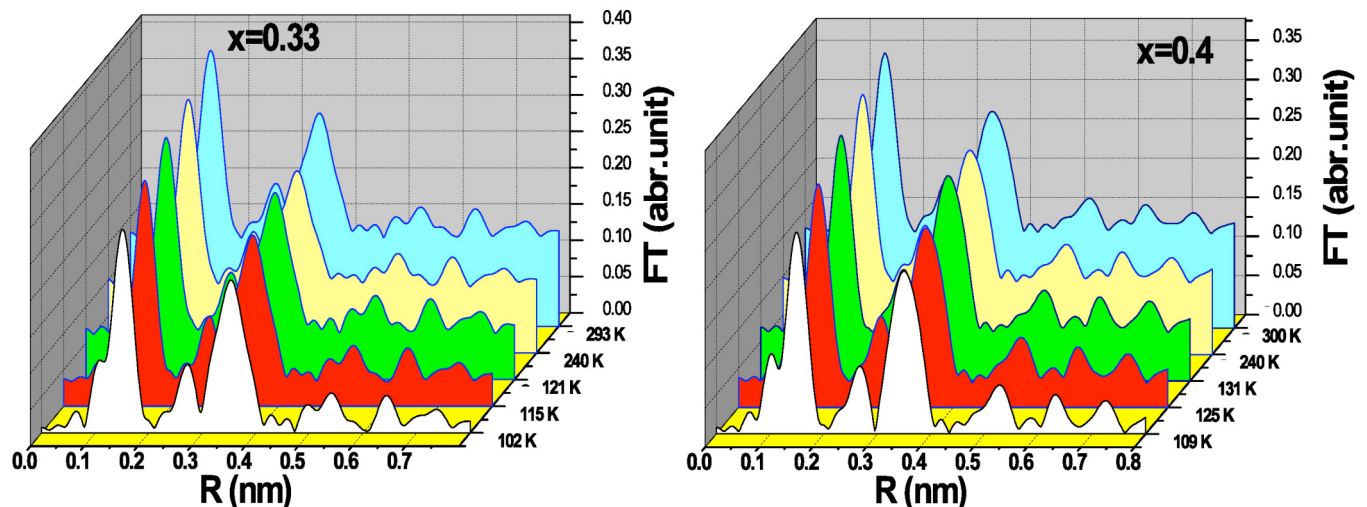 x=0.33
0.40
0.35
0.30
0.25
0.20
0.15
0.10
0.05
0.00
FT (abr.unit)
293 K
240 K
121 K
115 K
102 K
0.0 0.1 0.2 0.3 0.4 0.5 0.6 0.7
R (nm)
x=0.4
0.35
0.30
0.25
0.20
0.15
0.10
0.05
0.00
FT (abr.unit)
300 K
240 K
131 K
125 K
109 K
0.0 0.1 0.2 0.3 0.4 0.5 0.6 0.7 0.8
R (nm)